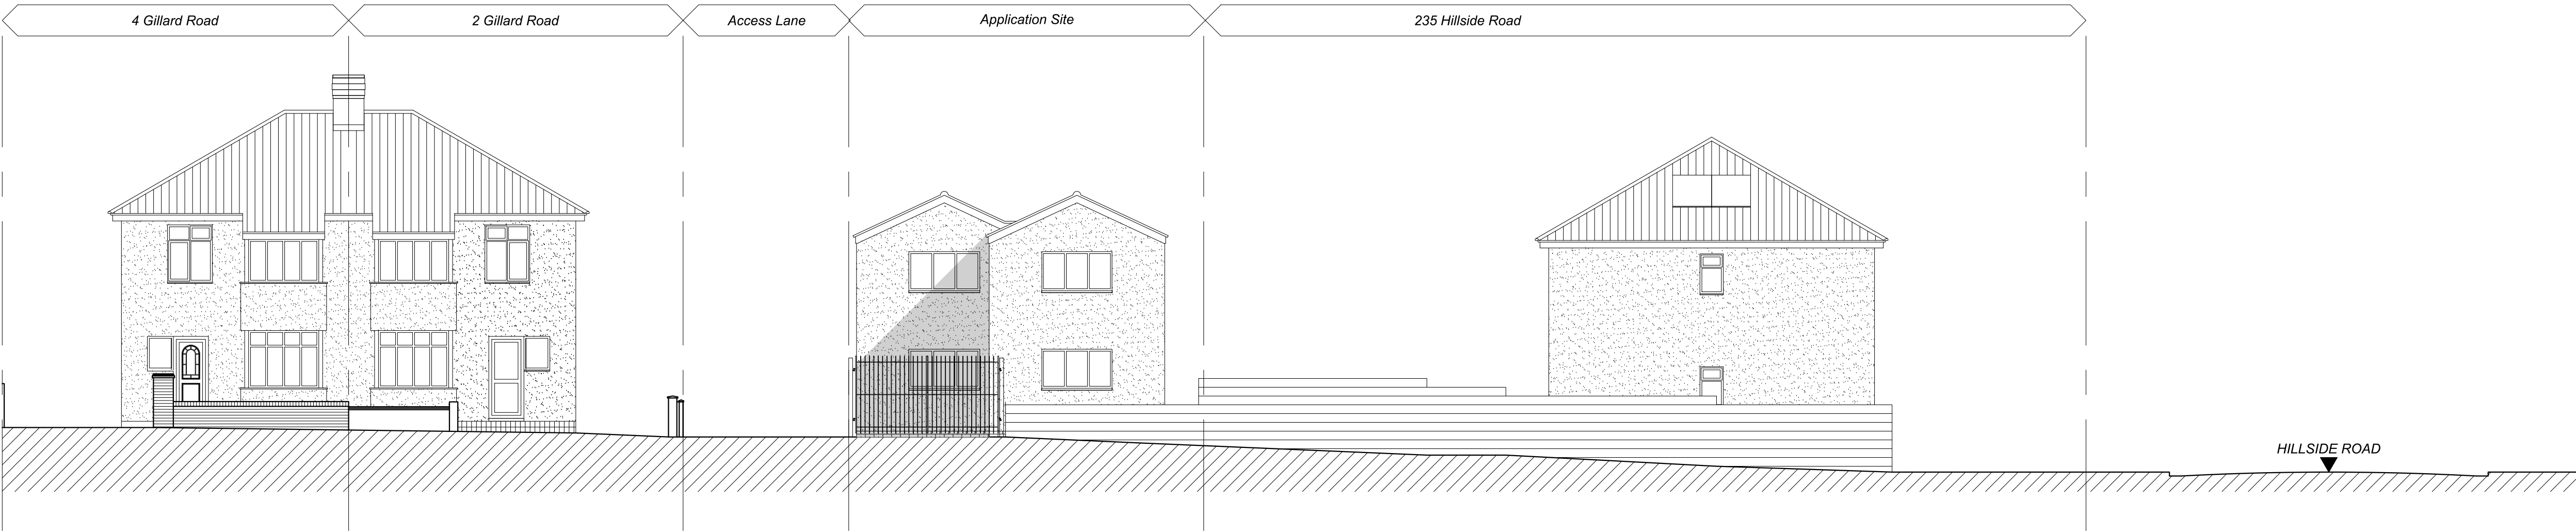 4 Gillard Road
2 Gillard Road
Access Lane
Application Site
235 Hillside Road
HILLSIDE ROAD